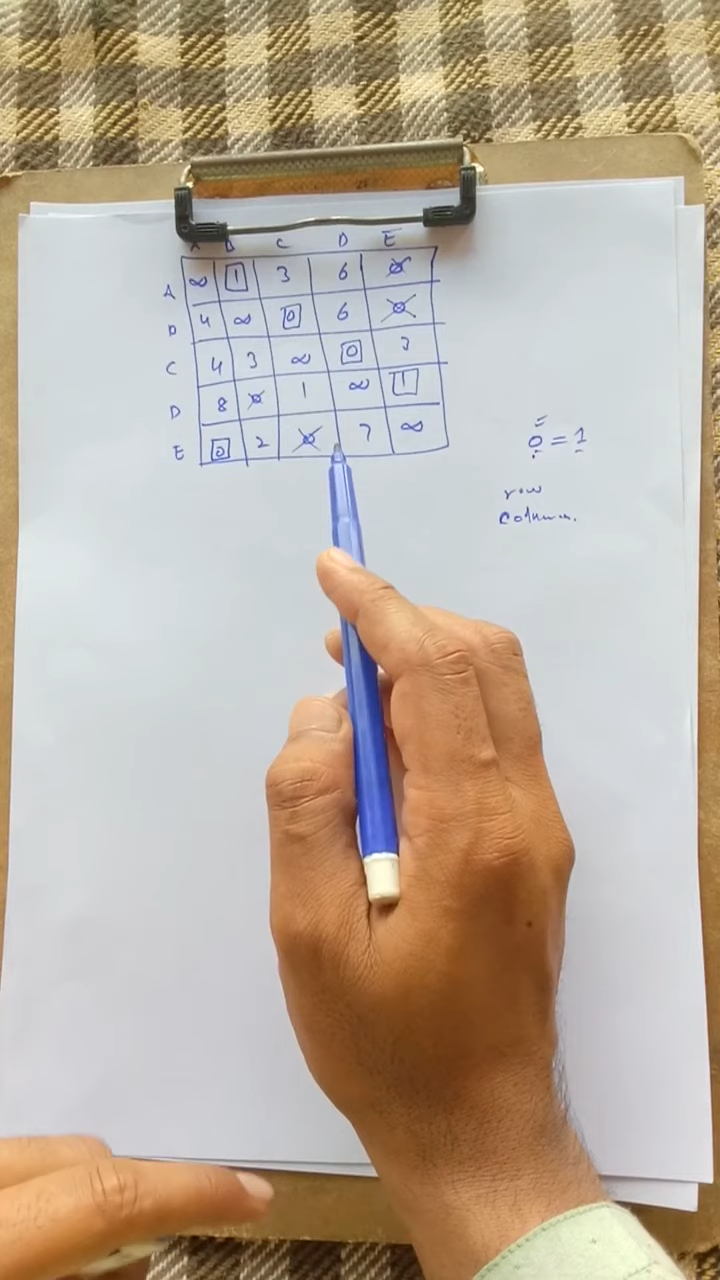 B C D E
A ∞ 1 3 6 0
4 ∞ 0 6 0
C 4 3 ∞ 0 3
D 8 0 1 ∞ 1
E 0 2 0 7 ∞
0 = 1
row
column.